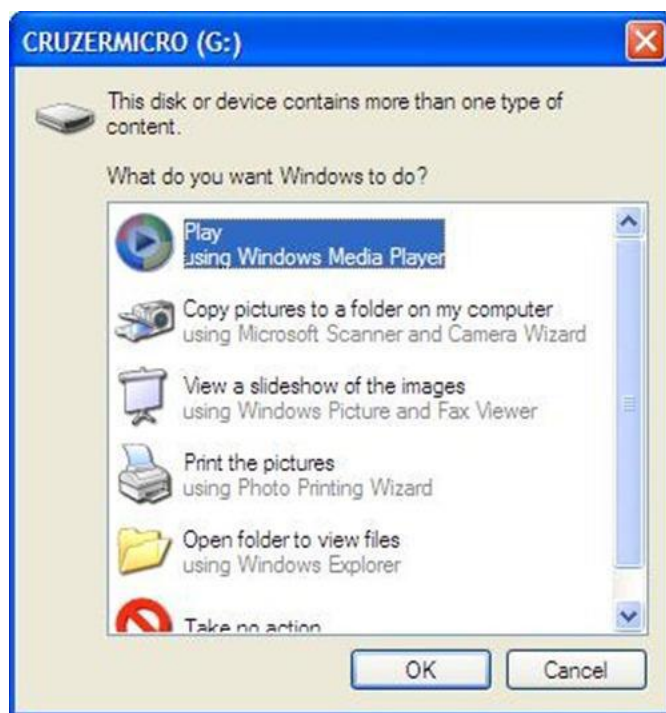 CRUZERMICRO (G:)
This disk or device contains more than one type of
content.
What do you want Windows to do?
Play
using Windows Media Player
Copy pictures to a folder on my computer
using Microsoft Scanner and Camera Wizard
View a slideshow of the images
using Windows Picture and Fax Viewer
Print the pictures
using Photo Printing Wizard
Open folder to view files
using Windows Explorer
Take no action
OK
Cancel